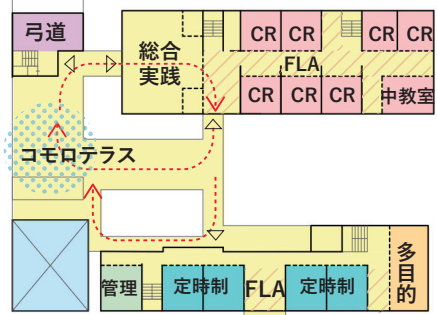 弓道
総合
実践
CR CR CR CR
FLA
CR CR CR 中教室
コモロテラス
管理 定時制 FLA 定時制
多目的